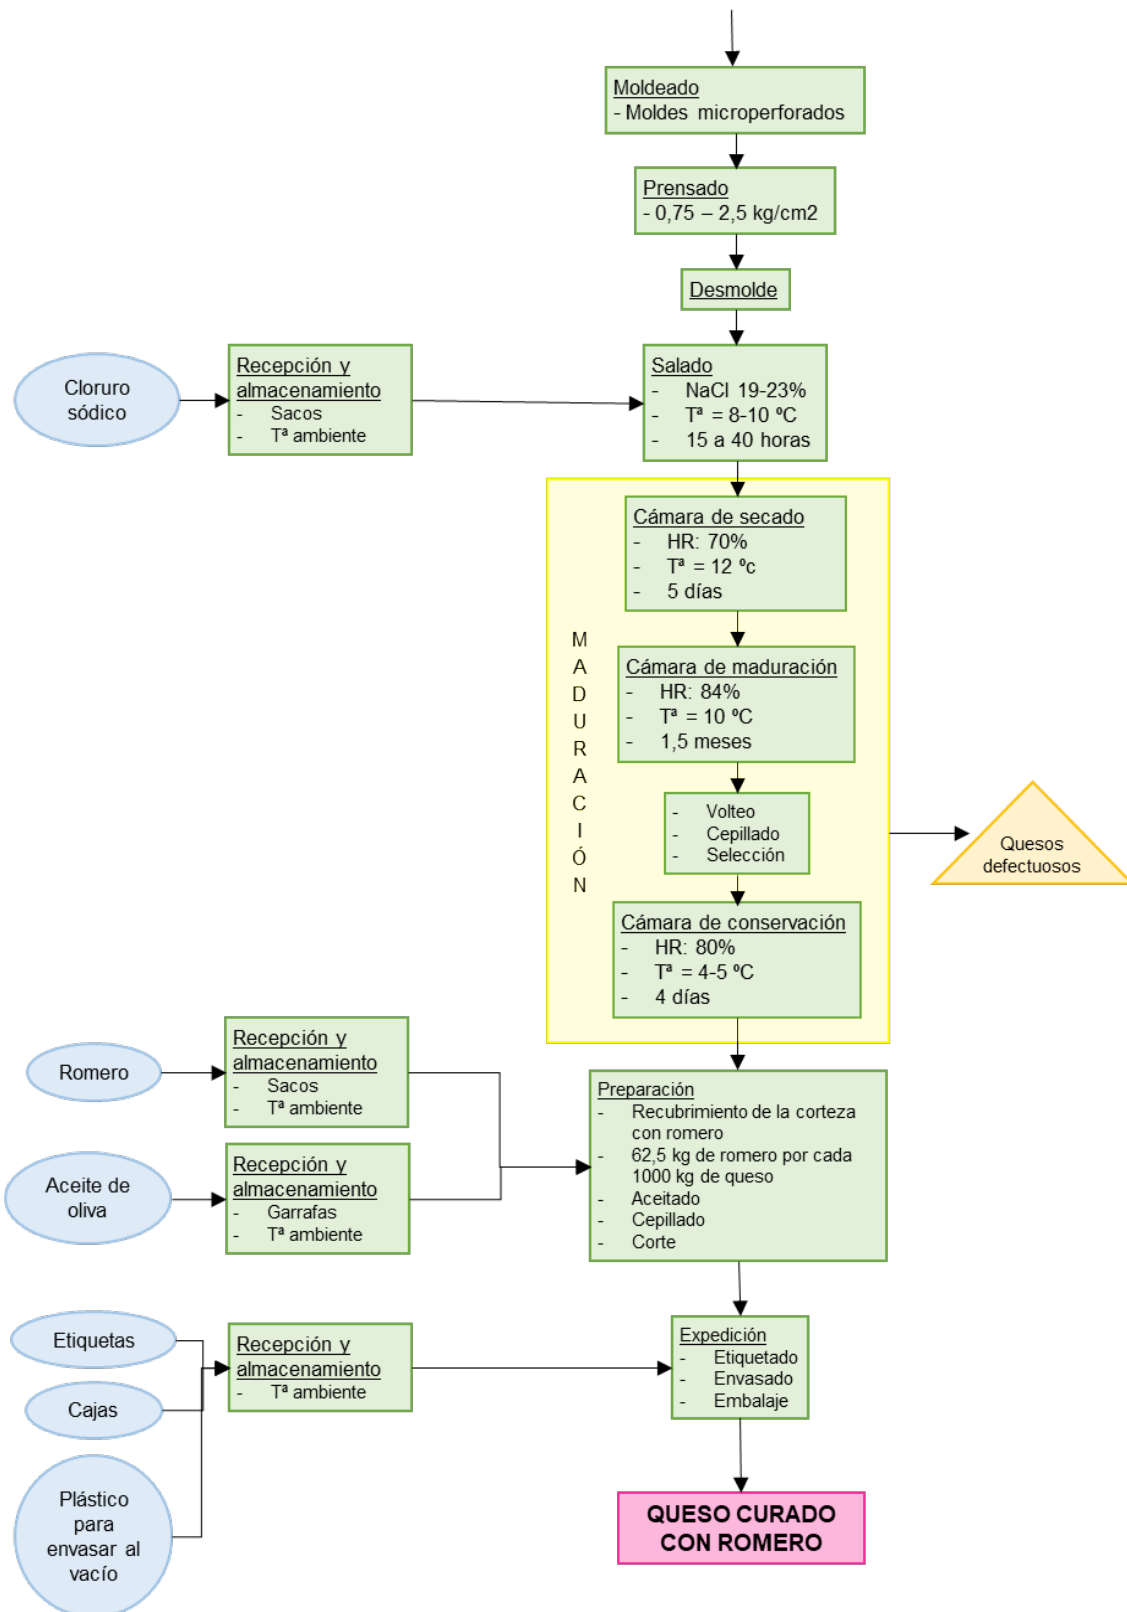 Moldeado
- Moldes microperforados
Prensado
- 0,75 – 2,5 kg/cm2
Desmolde
Cloruro
sódico
Recepción y
almacenamiento
- Sacos
- Tª ambiente
Salado
- NaCl 19-23%
- Tª = 8-10 ºC
- 15 a 40 horas
MADURACIÓN
Cámara de secado
- HR: 70%
- Tª = 12 ºc
- 5 días
Cámara de maduración
- HR: 84%
- Tª = 10 ºC
- 1,5 meses
- Volteo
- Cepillado
- Selección
Quesos
defectuosos
Cámara de conservación
- HR: 80%
- Tª = 4-5 ºC
- 4 días
Romero
Recepción y
almacenamiento
- Sacos
- Tª ambiente
Aceite de
oliva
Recepción y
almacenamiento
- Garrafas
- Tª ambiente
Preparación
- Recubrimiento de la corteza
con romero
- 62,5 kg de romero por cada
1000 kg de queso
- Aceitado
- Cepillado
- Corte
Etiquetas
Cajas
Plástico
para
envasar al
vacío
Recepción y
almacenamiento
- Tª ambiente
Expedición
- Etiquetado
- Envasado
- Embalaje
QUESO CURADO
CON ROMERO